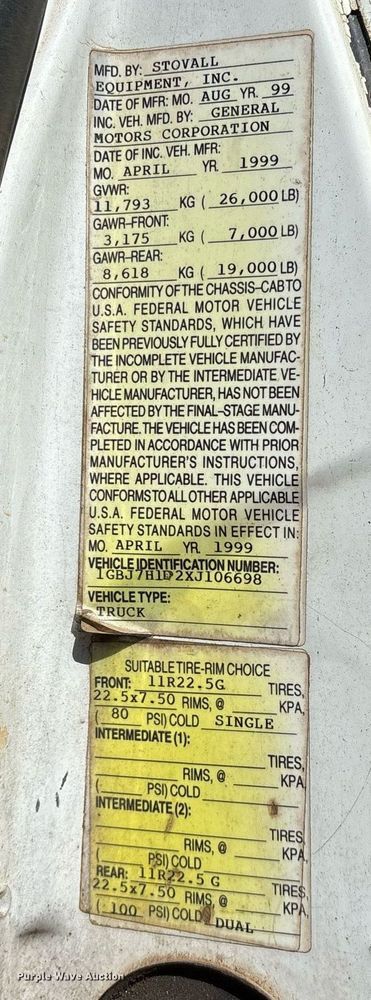 MFD. BY: STOVALL
EQUIPMENT, INC.
DATE OF MFR: MO. AUG YR. 99
INC. VEH. MFD. BY: GENERAL
MOTORS CORPORATION
DATE OF INC. VEH. MFR:
MO. APRIL YR. 1999
GVWR:
11,793 KG ( 26,000 LB)
GAWR-FRONT:
3,175 KG ( 7,000 LB)
GAWR-REAR:
8,618 KG ( 19,000 LB)
CONFORMITY OF THE CHASSIS-CAB TO
U.S.A. FEDERAL MOTOR VEHICLE
SAFETY STANDARDS, WHICH HAVE
BEEN PREVIOUSLY FULLY CERTIFIED BY
THE INCOMPLETE VEHICLE MANUFAC-
TURER OR BY THE INTERMEDIATE VE-
HICLE MANUFACTURER, HAS NOT BEEN
AFFECTED BY THE FINAL-STAGE MANU-
FACTURE. THE VEHICLE HAS BEEN COM-
PLETED IN ACCORDANCE WITH PRIOR
MANUFACTURER'S INSTRUCTIONS,
WHERE APPLICABLE. THIS VEHICLE
CONFORMS TO ALL OTHER APPLICABLE
U.S.A. FEDERAL MOTOR VEHICLE
SAFETY STANDARDS IN EFFECT IN:
MO. APRIL YR. 1999
VEHICLE IDENTIFICATION NUMBER:
1GBJ7H1D2XJ106698
VEHICLE TYPE:
TRUCK
SUITABLE TIRE-RIM CHOICE
FRONT: 11R22.5G TIRES,
22.5x7.50 RIMS, @ KPA,
( 80 PSI) COLD SINGLE
INTERMEDIATE (1):
TIRES,
RIMS, @ KPA,
( PSI) COLD
INTERMEDIATE (2):
TIRES,
RIMS, @ KPA,
( PSI) COLD
REAR: 11R22.5 G TIRES,
22.5x7.50 RIMS, @ KPA,
( 100 PSI) COLD DUAL
Purple Wave Auction